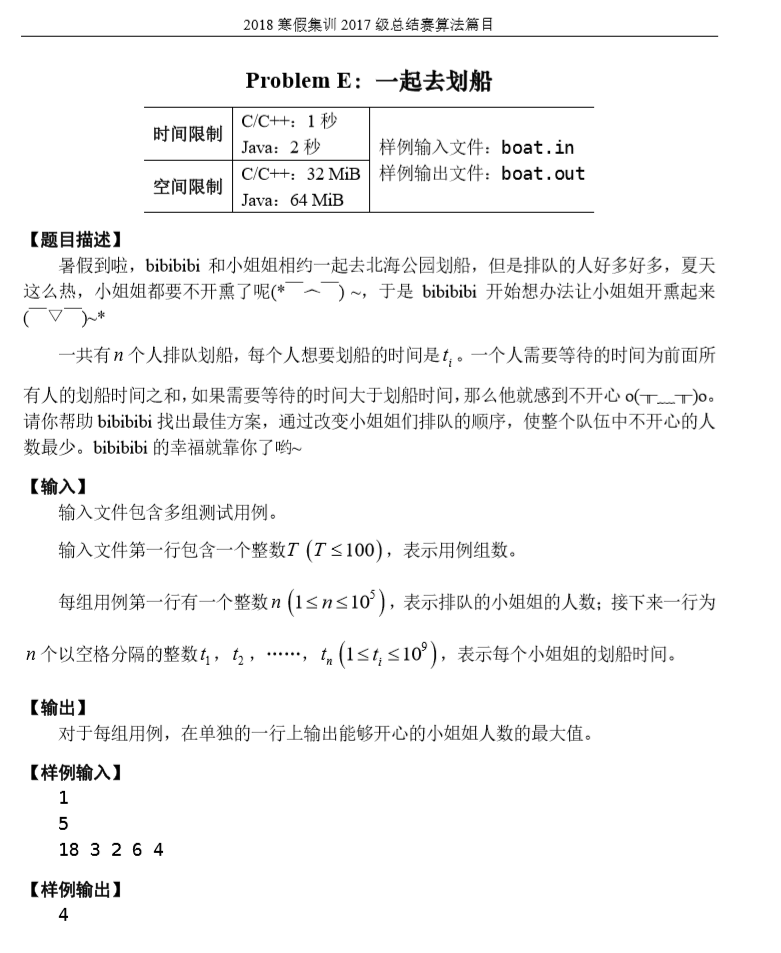 2018 寒假集训 2017 级总结赛算法篇目
Problem E：一起去划船
时间限制
C/C++：1 秒
Java：2 秒
空间限制
C/C++：32 MiB
Java：64 MiB
样例输入文件：boat.in
样例输出文件：boat.out
【题目描述】
暑假到啦，bibibibi 和小姐姐相约一起去北海公园划船，但是排队的人好多好多，夏天
这么热，小姐姐都要不开熏了呢(*￣︿￣) ~，于是 bibibibi 开始想办法让小姐姐开熏起来
(￣▽￣)~*
一共有 n 个人排队划船，每个人想要划船的时间是 t_i。一个人需要等待的时间为前面所
有人的划船时间之和，如果需要等待的时间大于划船时间，那么他就感到不开心 o(╥﹏╥)o。
请你帮助 bibibibi 找出最佳方案，通过改变小姐姐们排队的顺序，使整个队伍中不开心的人
数最少。bibibibi 的幸福就靠你了哟~
【输入】
输入文件包含多组测试用例。
输入文件第一行包含一个整数 T (T ≤ 100)，表示用例组数。
每组用例第一行有一个整数 n (1 ≤ n ≤ 10^5)，表示排队的小姐姐的人数；接下来一行为
n 个以空格分隔的整数 t_1，t_2，……，t_n (1 ≤ t_i ≤ 10^9)，表示每个小姐姐的划船时间。
【输出】
对于每组用例，在单独的一行上输出能够开心的小姐姐人数的最大值。
【样例输入】
1
5
18 3 2 6 4
【样例输出】
4